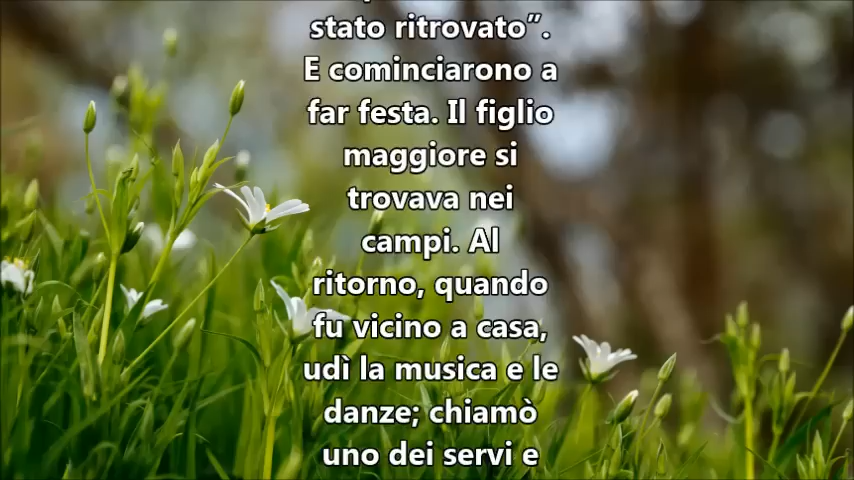 stato ritrovato”.
E cominciarono a
far festa. Il figlio
maggiore si
trovava nei
campi. Al
ritorno, quando
fu vicino a casa,
udì la musica e le
danze; chiamò
uno dei servi e